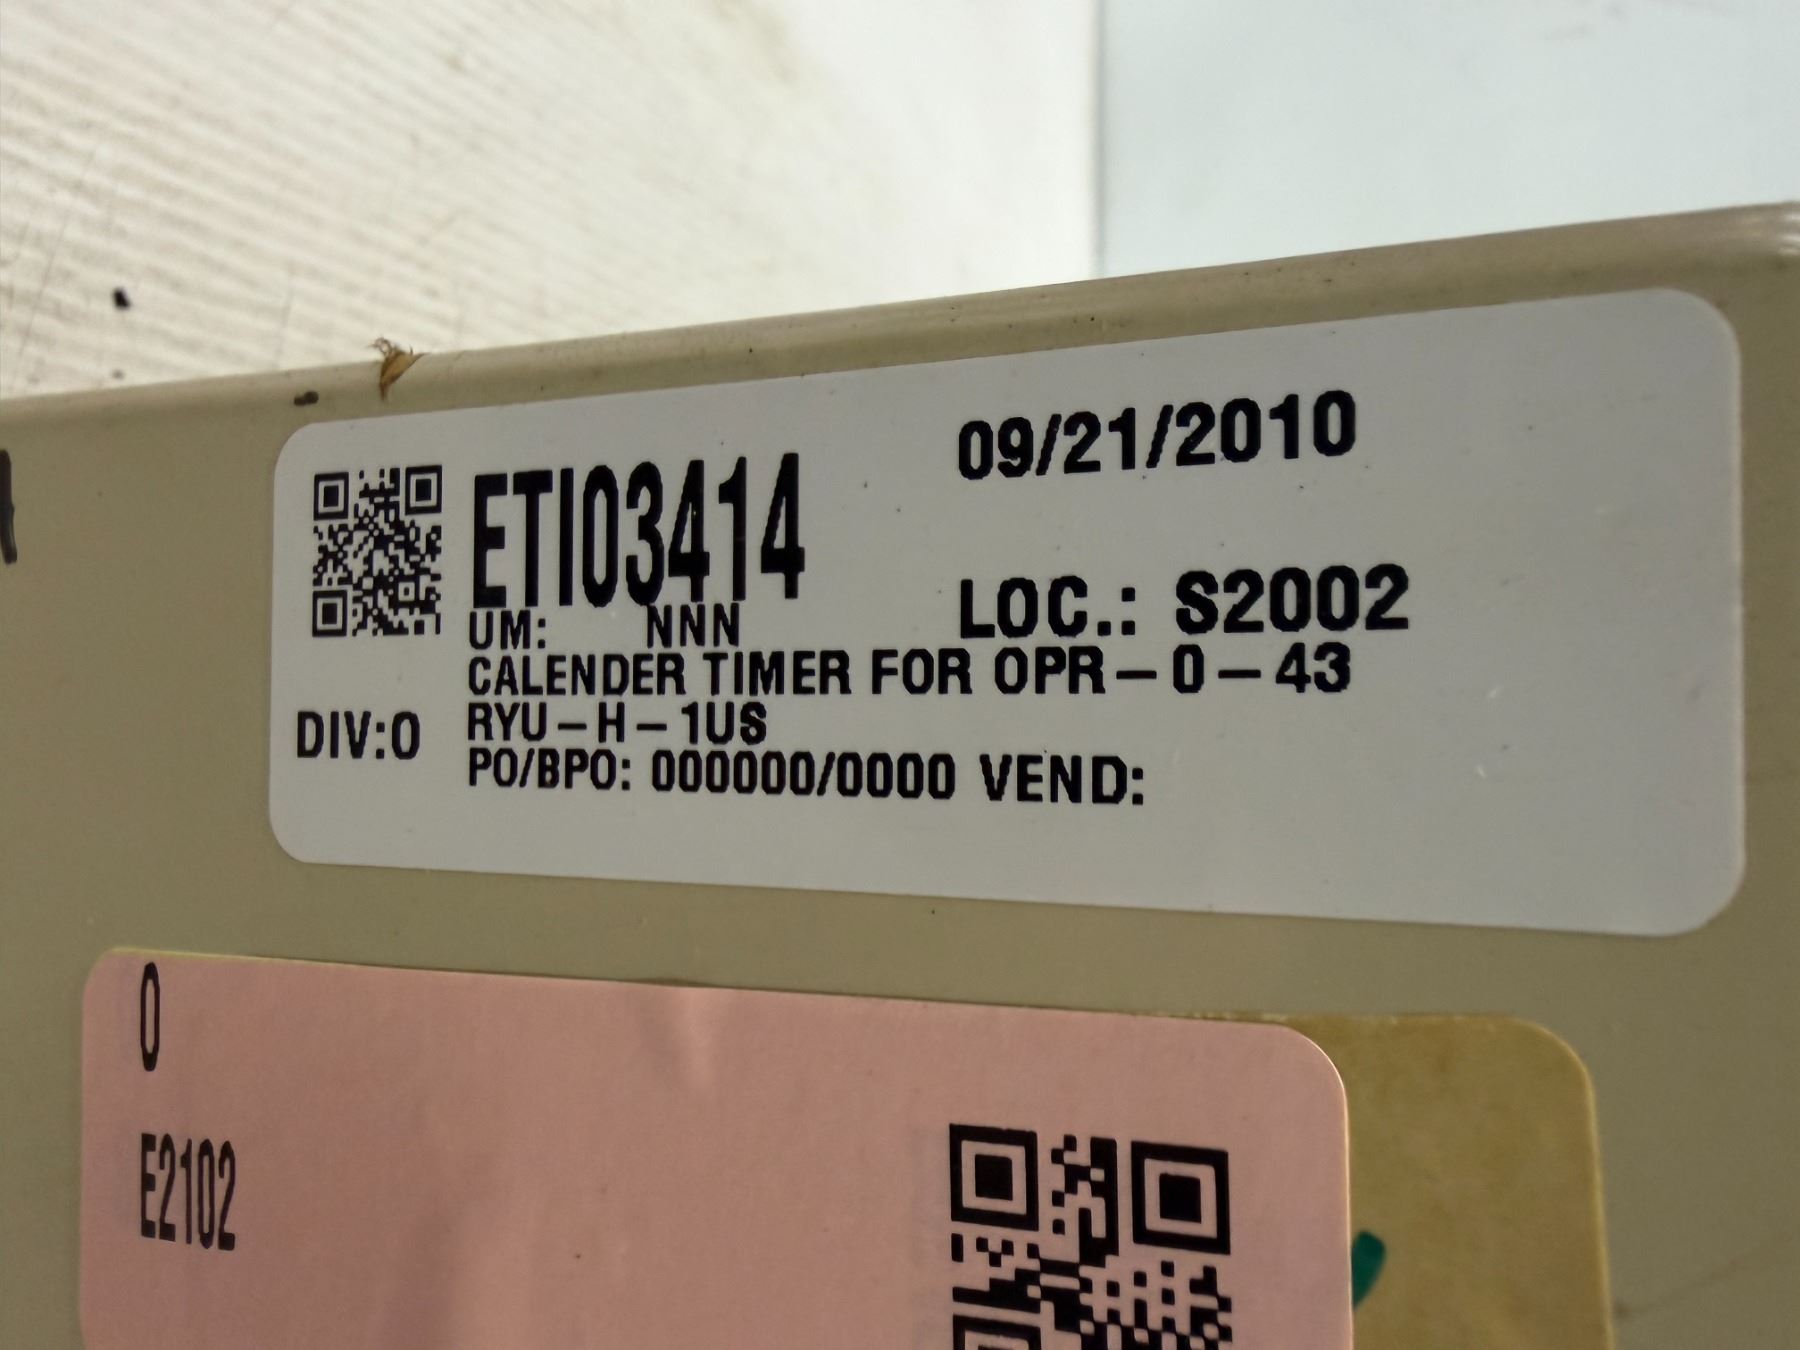 09/21/2010
ETI03414
LOC.: S2002
UM: NNN
CALENDER TIMER FOR OPR-0-43
DIV:0 RYU-H-1US
PO/BPO: 000000/0000 VEND:
0
E2102